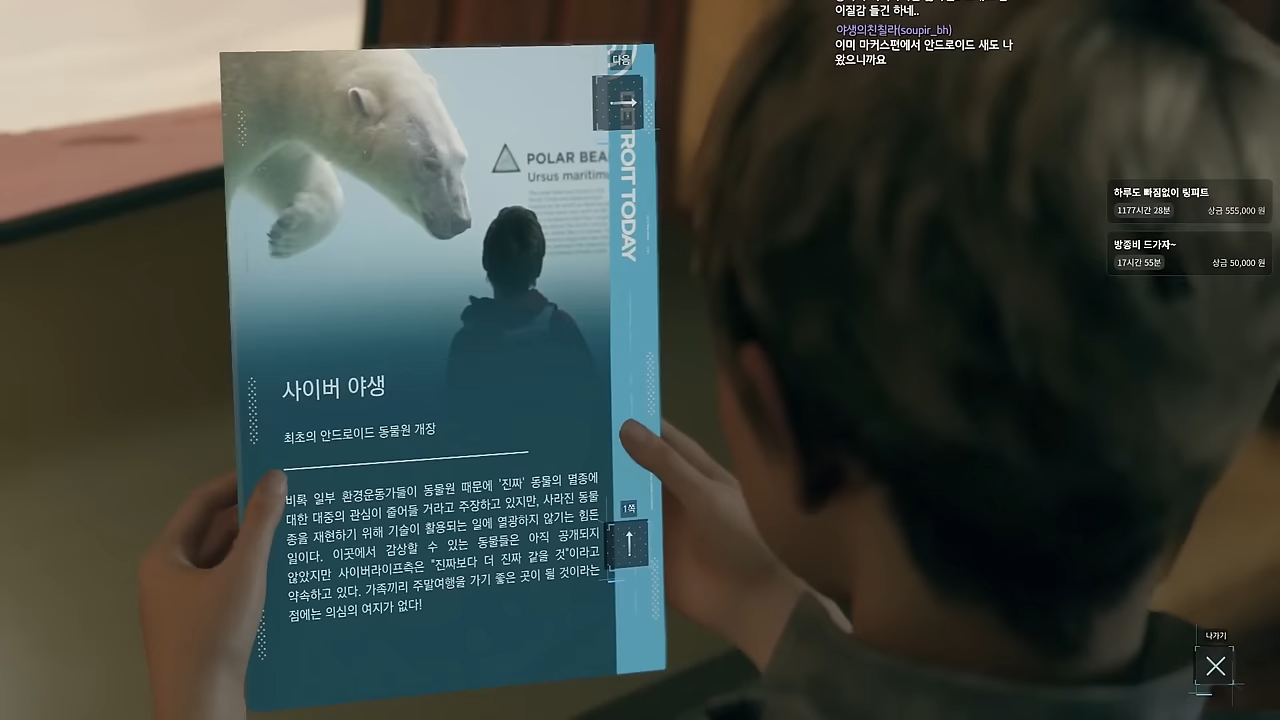 이질감 들긴 하네..
야생의친칠라(soupir_bh)
이미 마커스편에서 안드로이드 새도 나
왔으니까요
다음
POLAR BEA
Ursus maritim
ROIT TODAY
하루도 빠짐없이 링피트
1177시간 28분 상금 555,000 원
방종비 드가자~
17시간 55분 상금 50,000 원
사이버 야생
최초의 안드로이드 동물원 개장
비록 일부 환경운동가들이 동물원 때문에 '진짜' 동물의 멸종에
대한 대중의 관심이 줄어들 거라고 주장하고 있지만, 사라진 동물
종을 재현하기 위해 기술이 활용되는 일에 열광하지 않기는 힘든
일이다. 이곳에서 감상할 수 있는 동물들은 아직 공개되지
않았지만 사이버라이프측은 "진짜보다 더 진짜 같을 것"이라고
약속하고 있다. 가족끼리 주말여행을 가기 좋은 곳이 될 것이라는
점에는 의심의 여지가 없다!
1쪽
나가기